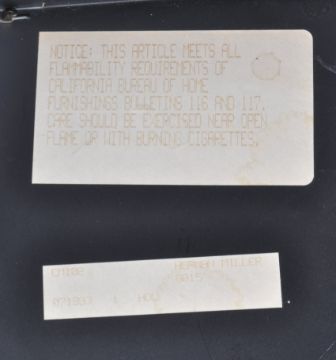 NOTICE: THIS ARTICLE MEETS ALL
FLAMMABILITY REQUIREMENTS OF
CALIFORNIA BUREAU OF HOME
FURNISHINGS BULLETINS 116 AND 117.
CARE SHOULD BE EXERCISED NEAR OPEN
FLAME OR WITH BURNING CIGARETTES.
HERMAN MILLER
0015